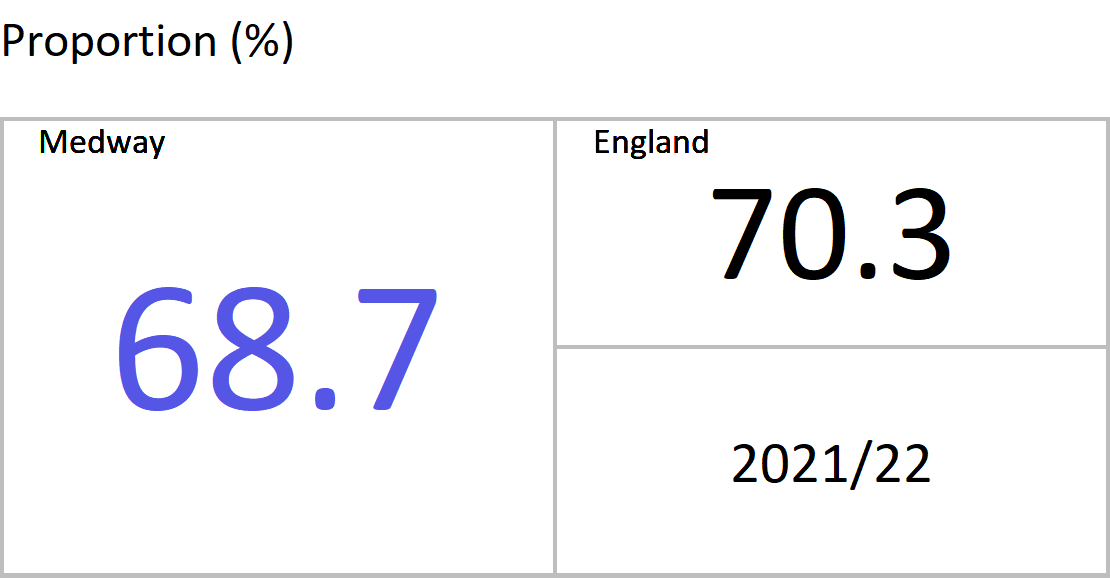 Proportion (%)
Medway
68.7
England
70.3
2021/22